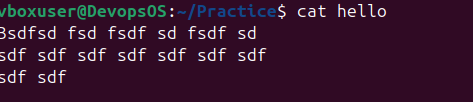 vboxuser@DevopsOS:~/Practice$ cat hello
Bsdfsd fsd fsdf sd fsdf sd
sdf sdf sdf sdf sdf sdf sdf
sdf sdf